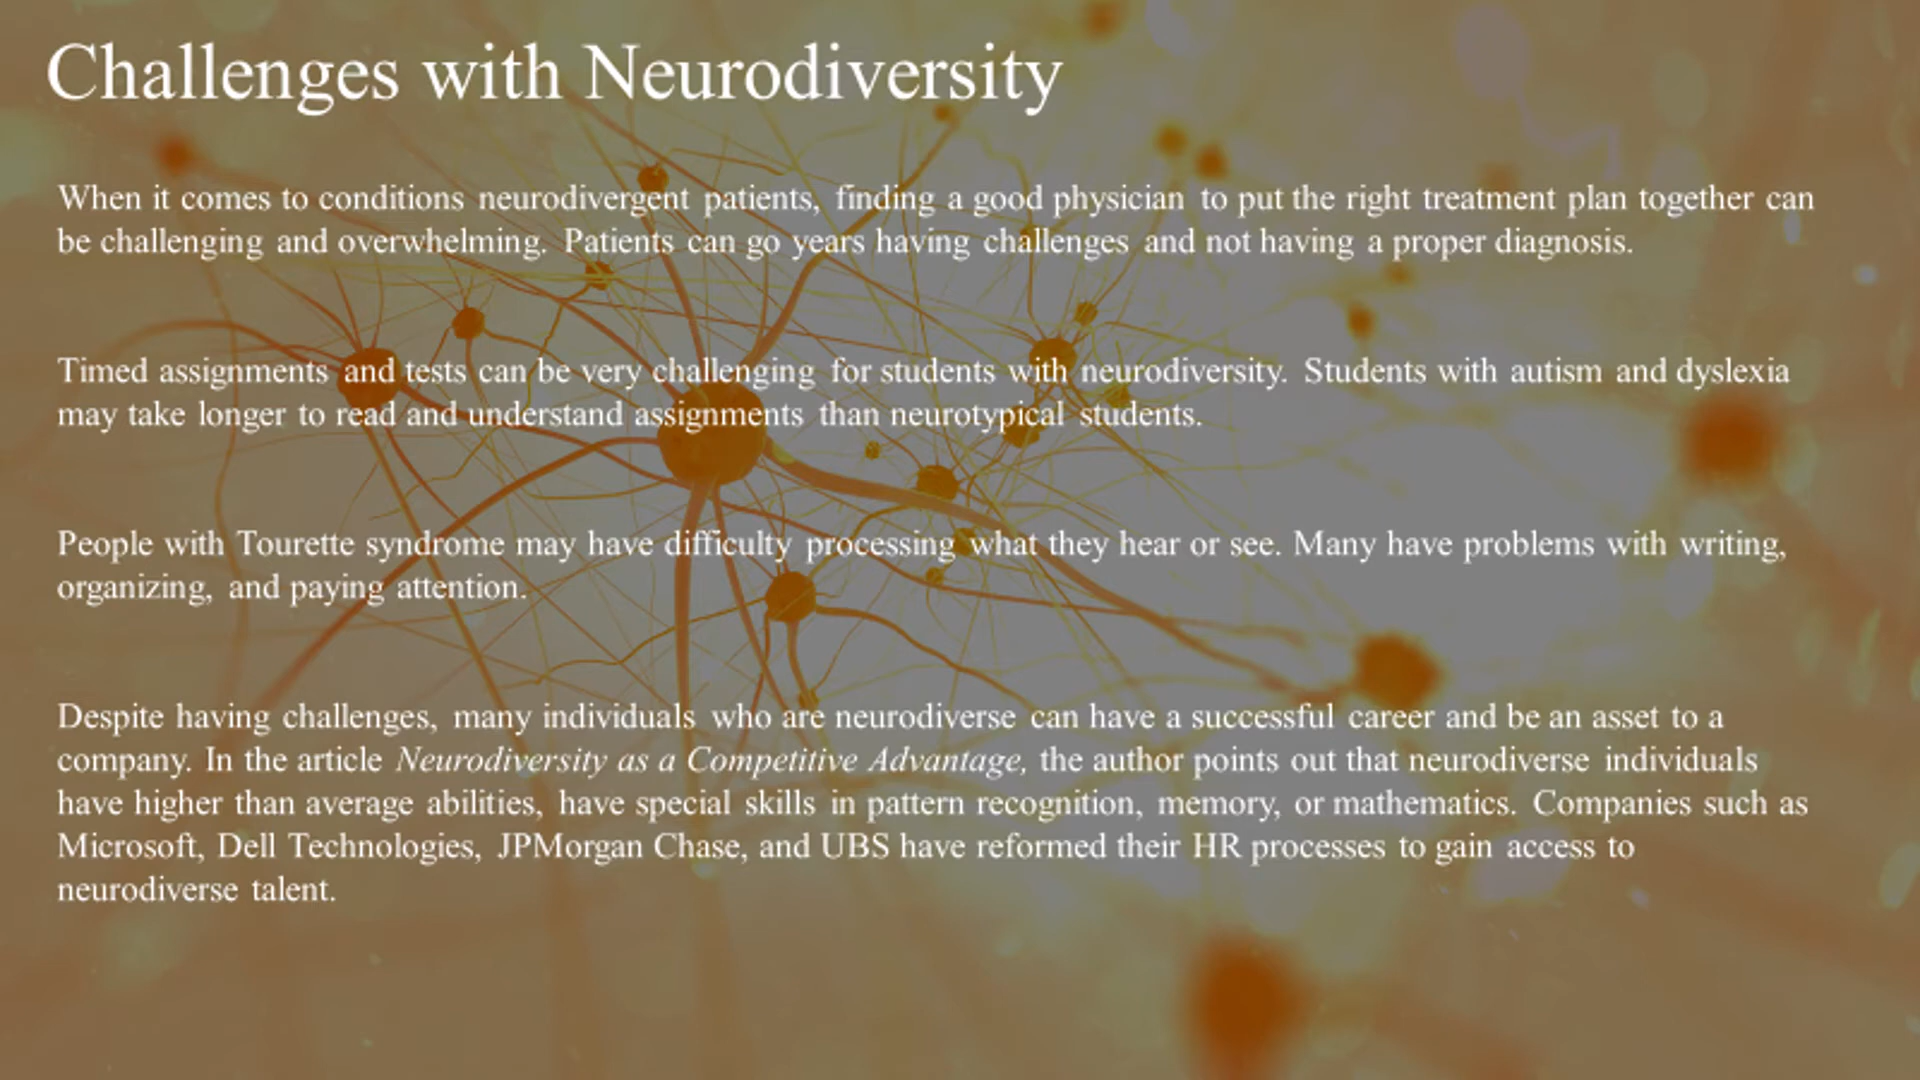 Challenges with Neurodiversity
When it comes to conditions neurodivergent patients, finding a good physician to put the right treatment plan together can
be challenging and overwhelming. Patients can go years having challenges and not having a proper diagnosis.
Timed assignments and tests can be very challenging for students with neurodiversity. Students with autism and dyslexia
may take longer to read and understand assignments than neurotypical students.
People with Tourette syndrome may have difficulty processing what they hear or see. Many have problems with writing,
organizing, and paying attention.
Despite having challenges, many individuals who are neurodiverse can have a successful career and be an asset to a
company. In the article Neurodiversity as a Competitive Advantage, the author points out that neurodiverse individuals
have higher than average abilities, have special skills in pattern recognition, memory, or mathematics. Companies such as
Microsoft, Dell Technologies, JPMorgan Chase, and UBS have reformed their HR processes to gain access to
neurodiverse talent.